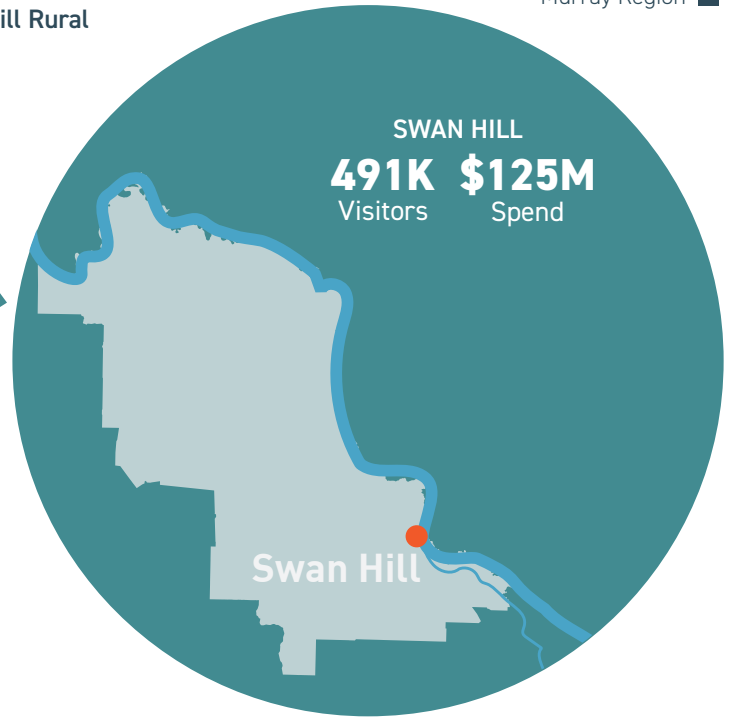 ill Rural
Murray Region
SWAN HILL
491K $125M
Visitors Spend
Swan Hill